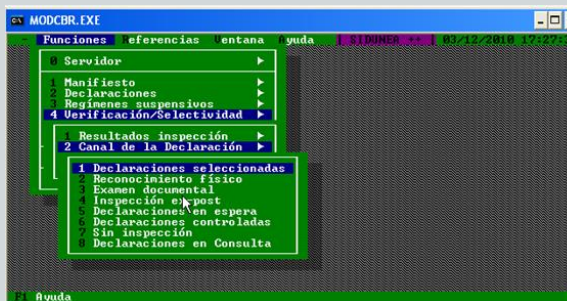 MODCBR.EXE
Funciones Referencias Ventana Ayuda SIDUNEA ++ 03/12/2010 17:27:
0 Servidor
1 Manifiesto
2 Declaraciones
3 Regímenes suspensivos
4 Verificación/Selectividad
1 Resultados inspección
2 Canal de la Declaración
1 Declaraciones seleccionadas
2 Reconocimiento físico
3 Examen documental
4 Inspección ex-post
5 Declaraciones en espera
6 Declaraciones controladas
7 Sin inspección
8 Declaraciones en Consulta
F1 Ayuda